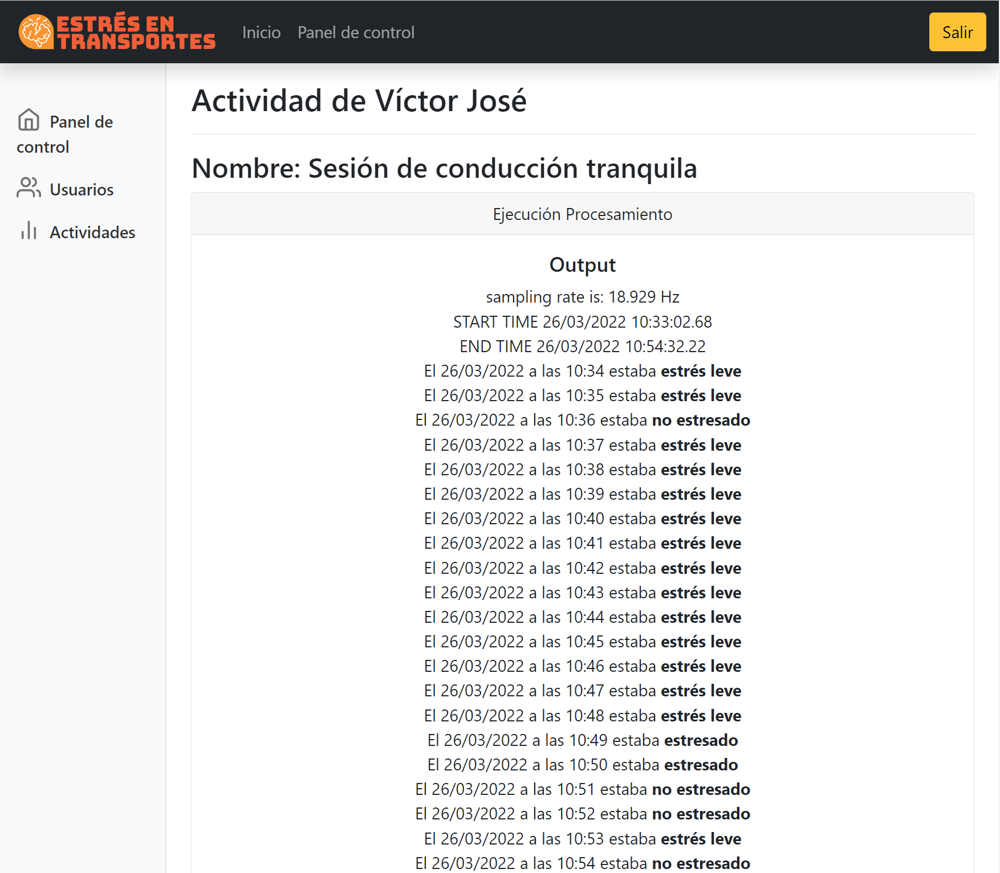 ESTRÉS EN
TRANSPORTES
Inicio
Panel de control
Salir
Panel de
control
Usuarios
Actividades
Actividad de Víctor José
Nombre: Sesión de conducción tranquila
Ejecución Procesamiento
Output
sampling rate is: 18.929 Hz
START TIME 26/03/2022 10:33:02.68
END TIME 26/03/2022 10:54:32.22
El 26/03/2022 a las 10:34 estaba estrés leve
El 26/03/2022 a las 10:35 estaba estrés leve
El 26/03/2022 a las 10:36 estaba no estresado
El 26/03/2022 a las 10:37 estaba estrés leve
El 26/03/2022 a las 10:38 estaba estrés leve
El 26/03/2022 a las 10:39 estaba estrés leve
El 26/03/2022 a las 10:40 estaba estrés leve
El 26/03/2022 a las 10:41 estaba estrés leve
El 26/03/2022 a las 10:42 estaba estrés leve
El 26/03/2022 a las 10:43 estaba estrés leve
El 26/03/2022 a las 10:44 estaba estrés leve
El 26/03/2022 a las 10:45 estaba estrés leve
El 26/03/2022 a las 10:46 estaba estrés leve
El 26/03/2022 a las 10:47 estaba estrés leve
El 26/03/2022 a las 10:48 estaba estrés leve
El 26/03/2022 a las 10:49 estaba estresado
El 26/03/2022 a las 10:50 estaba estresado
El 26/03/2022 a las 10:51 estaba no estresado
El 26/03/2022 a las 10:52 estaba no estresado
El 26/03/2022 a las 10:53 estaba estrés leve
El 26/03/2022 a las 10:54 estaba no estresado